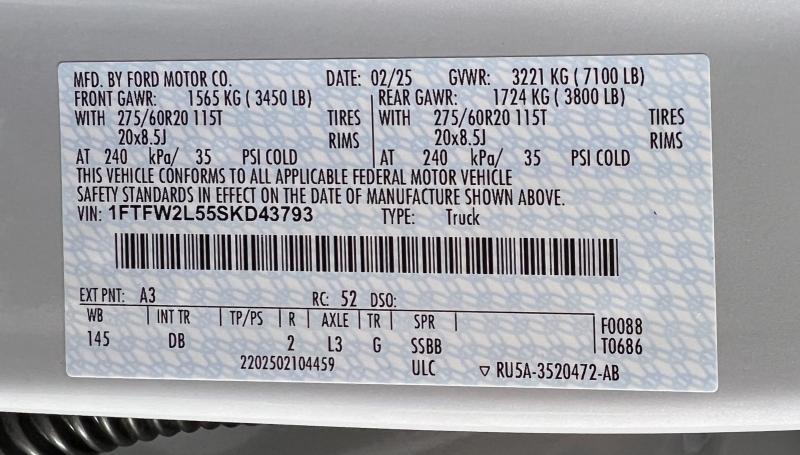 MFD. BY FORD MOTOR CO. DATE: 02/25 GVWR: 3221 KG ( 7100 LB)
FRONT GAWR: 1565 KG ( 3450 LB) REAR GAWR: 1724 KG ( 3800 LB)
WITH 275/60R20 115T TIRES WITH 275/60R20 115T TIRES
20x8.5J RIMS 20x8.5J RIMS
AT 240 kPa/ 35 PSI COLD AT 240 kPa/ 35 PSI COLD
THIS VEHICLE CONFORMS TO ALL APPLICABLE FEDERAL MOTOR VEHICLE
SAFETY STANDARDS IN EFFECT ON THE DATE OF MANUFACTURE SHOWN ABOVE.
VIN: 1FTFW2L55SKD43793 TYPE: Truck
EXT PNT: A3 RC: 52 DSO:
WB INT TR TP/PS R AXLE TR SPR F0088
145 DB 2 L3 G SSBB T0686
2202502104459 ULC ▽ RU5A-3520472-AB